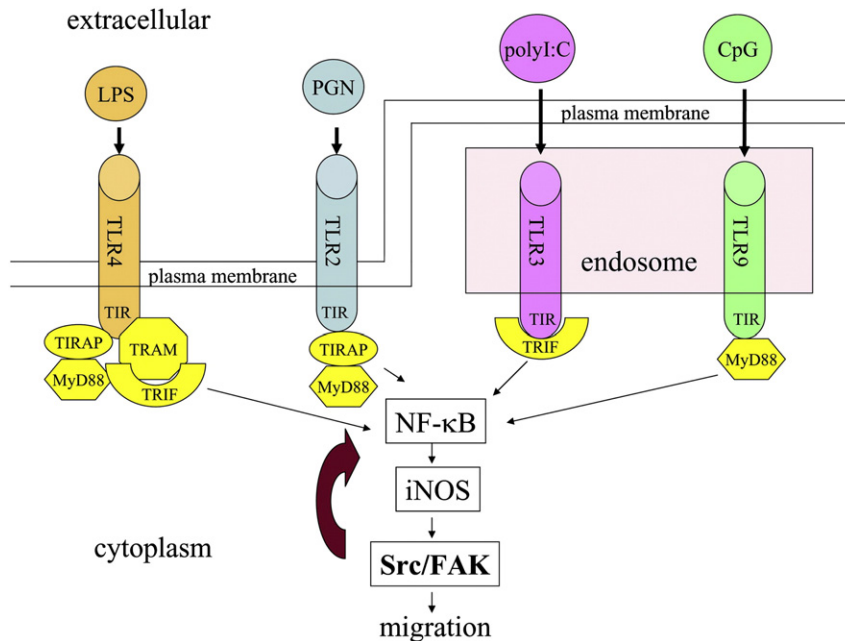 extracellular
LPS
PGN
polyI:C
CpG
plasma membrane
TLR4
TLR2
TLR3
TLR9
endosome
plasma membrane
TIR
TIR
TIR
TIR
TIRAP
TRAM
MyD88
TRIF
TIRAP
MyD88
TRIF
MyD88
NF-κB
iNOS
cytoplasm
Src/FAK
migration